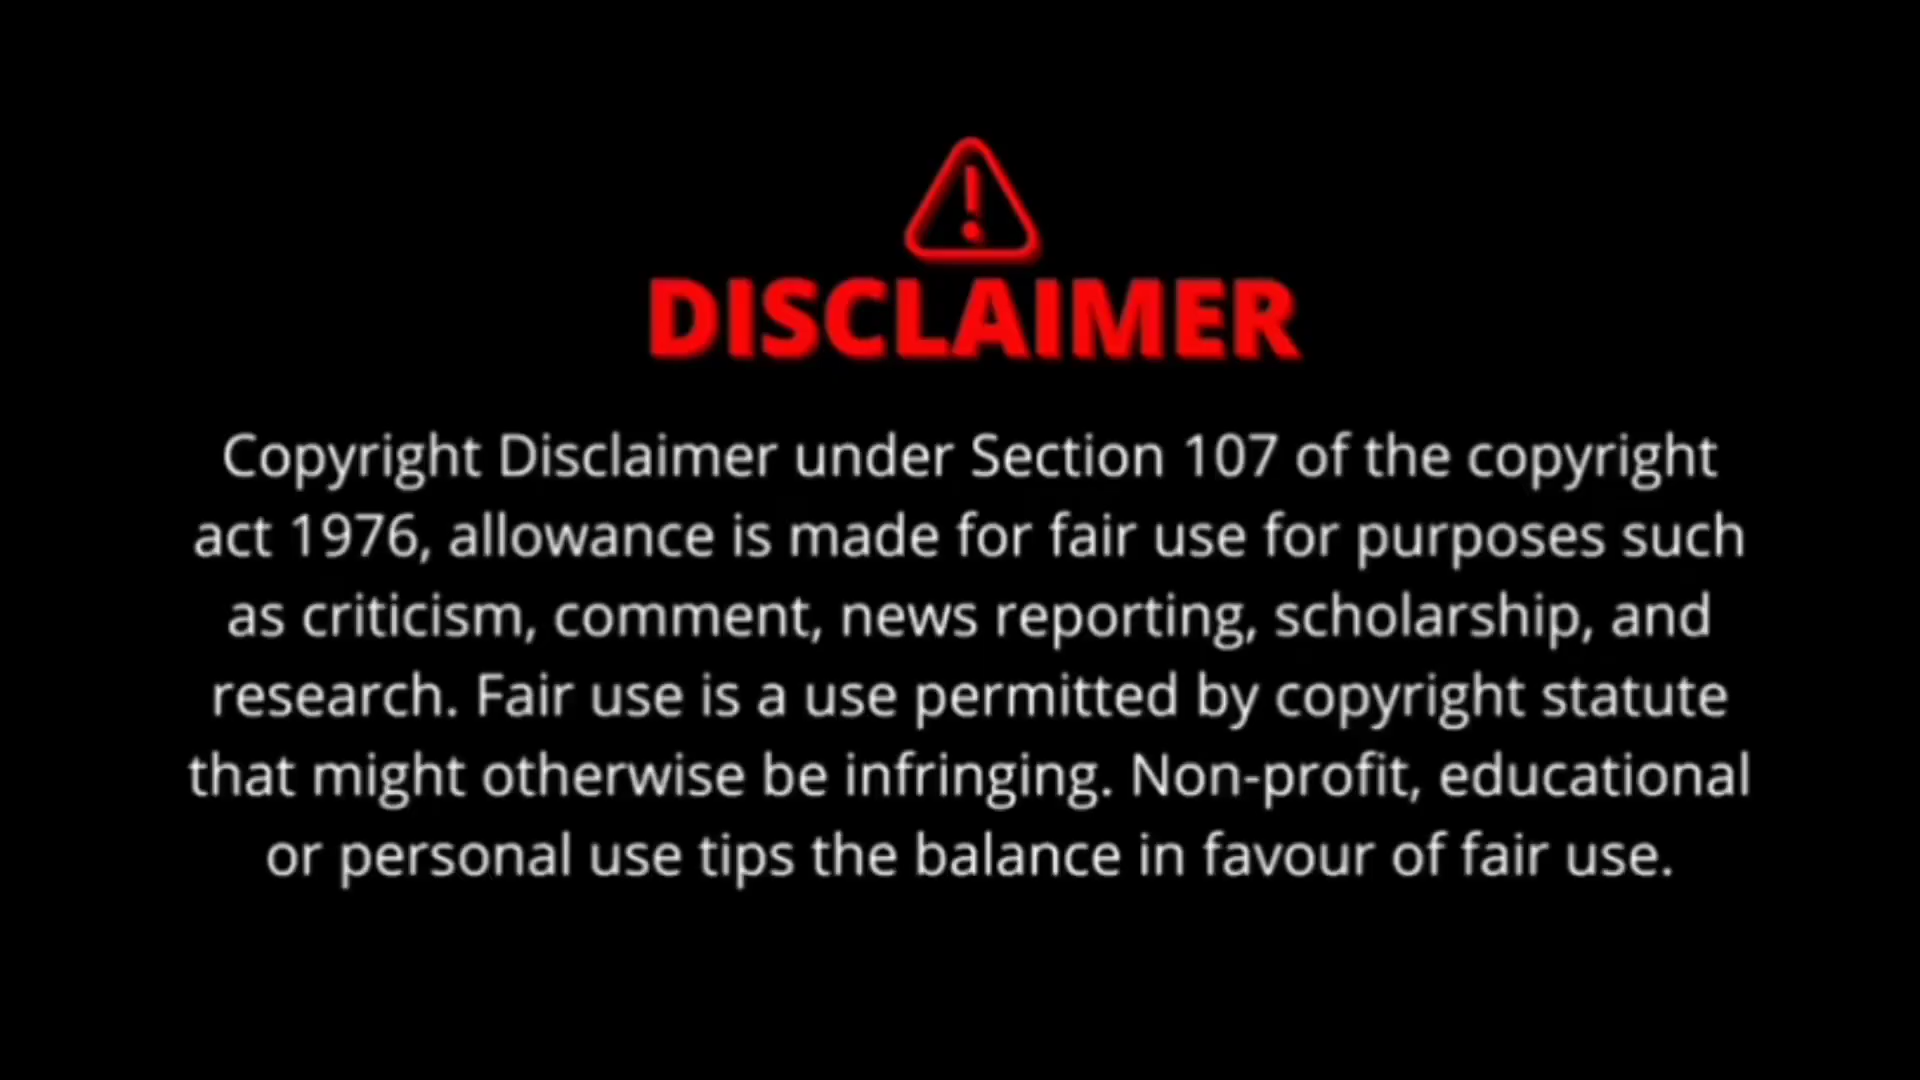 DISCLAIMER
Copyright Disclaimer under Section 107 of the copyright
act 1976, allowance is made for fair use for purposes such
as criticism, comment, news reporting, scholarship, and
research. Fair use is a use permitted by copyright statute
that might otherwise be infringing. Non-profit, educational
or personal use tips the balance in favour of fair use.